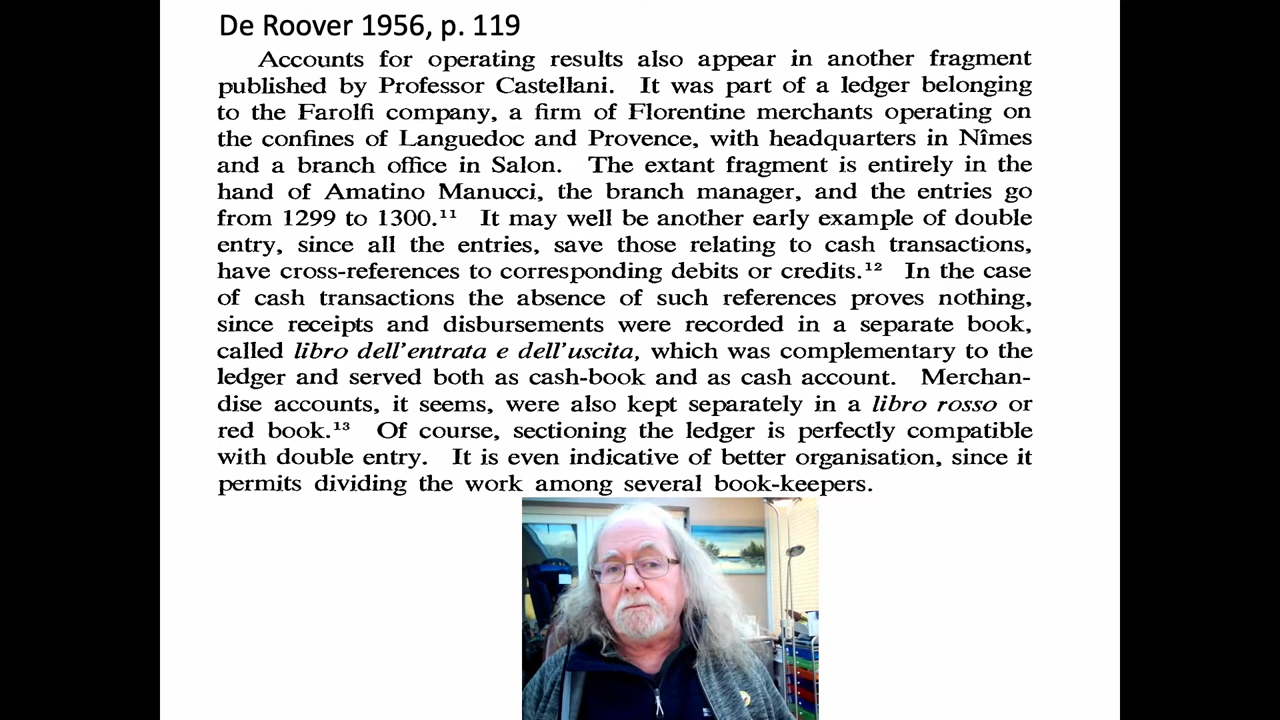 De Roover 1956, p. 119
Accounts for operating results also appear in another fragment
published by Professor Castellani. It was part of a ledger belonging
to the Farolfi company, a firm of Florentine merchants operating on
the confines of Languedoc and Provence, with headquarters in Nîmes
and a branch office in Salon. The extant fragment is entirely in the
hand of Amatino Manucci, the branch manager, and the entries go
from 1299 to 1300.¹¹ It may well be another early example of double
entry, since all the entries, save those relating to cash transactions,
have cross-references to corresponding debits or credits.¹² In the case
of cash transactions the absence of such references proves nothing,
since receipts and disbursements were recorded in a separate book,
called libro dell'entrata e dell'uscita, which was complementary to the
ledger and served both as cash-book and as cash account. Merchan-
dise accounts, it seems, were also kept separately in a libro rosso or
red book.¹³ Of course, sectioning the ledger is perfectly compatible
with double entry. It is even indicative of better organisation, since it
permits dividing the work among several book-keepers.